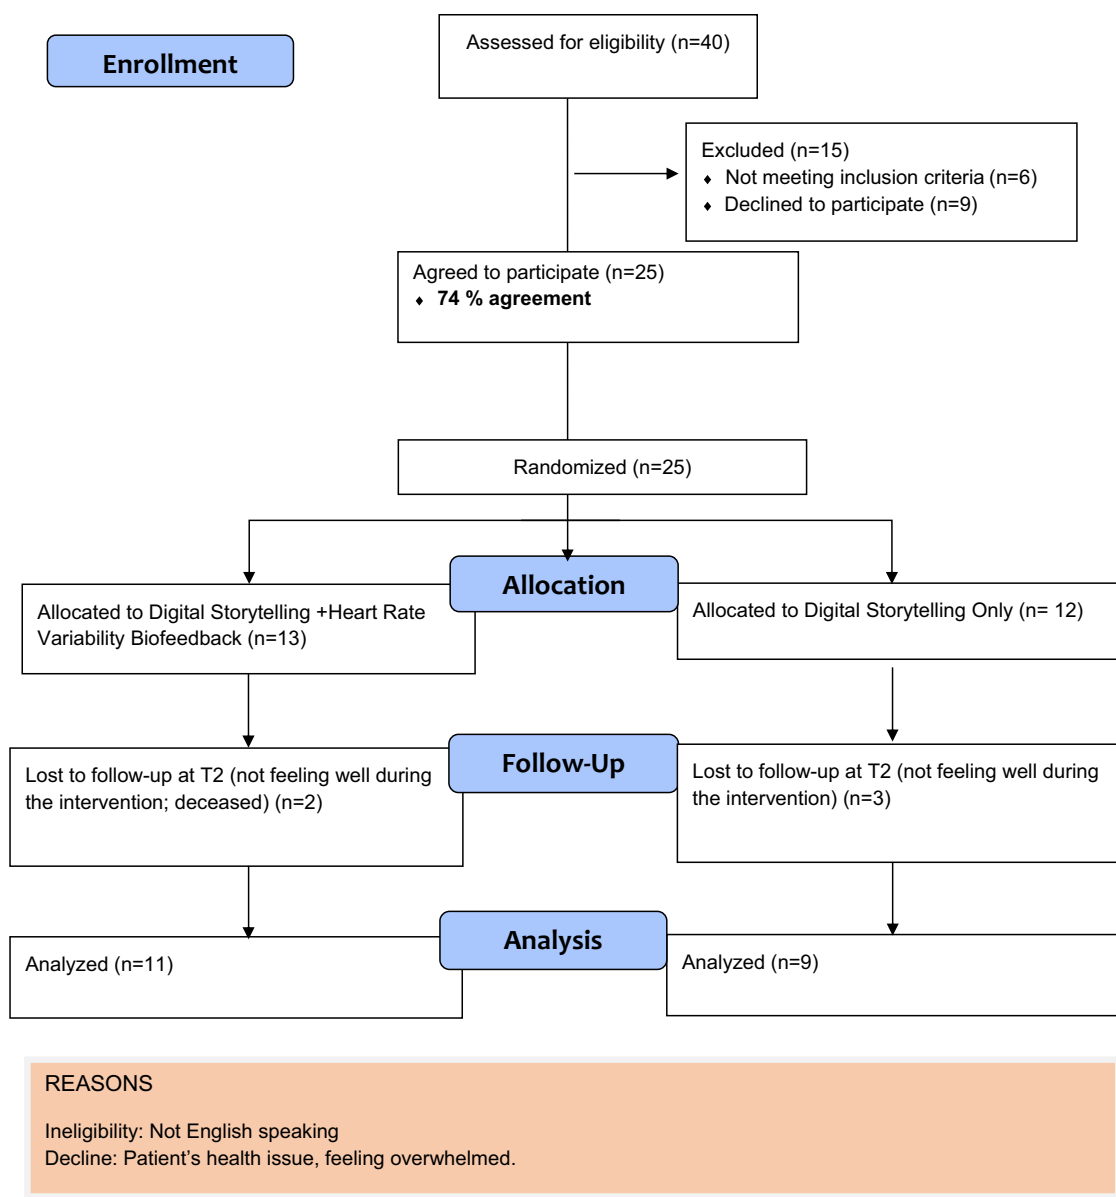 Enrollment
Assessed for eligibility (n=40)
Excluded (n=15)
♦ Not meeting inclusion criteria (n=6)
♦ Declined to participate (n=9)
Agreed to participate (n=25)
♦ 74 % agreement
Randomized (n=25)
Allocation
Allocated to Digital Storytelling +Heart Rate
Variability Biofeedback (n=13)
Allocated to Digital Storytelling Only (n= 12)
Follow-Up
Lost to follow-up at T2 (not feeling well during
the intervention; deceased) (n=2)
Lost to follow-up at T2 (not feeling well during
the intervention) (n=3)
Analysis
Analyzed (n=11)
Analyzed (n=9)
REASONS
Ineligibility: Not English speaking
Decline: Patient’s health issue, feeling overwhelmed.